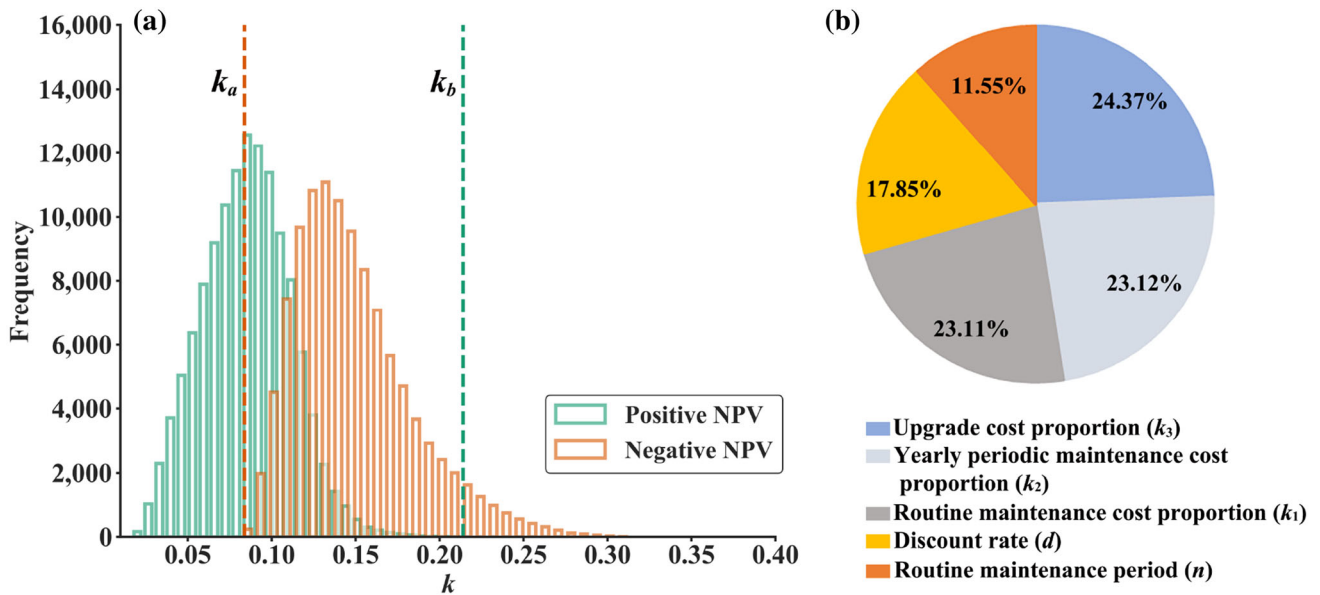 (a)
16,000
14,000
12,000
10,000
8,000
6,000
4,000
2,000
0
Frequency
kₐ
k_b
Positive NPV
Negative NPV
0.05 0.10 0.15 0.20 0.25 0.30 0.35 0.40
k
(b)
11.55%
24.37%
17.85%
23.12%
23.11%
Upgrade cost proportion (k₃)
Yearly periodic maintenance cost
proportion (k₂)
Routine maintenance cost proportion (k₁)
Discount rate (d)
Routine maintenance period (n)